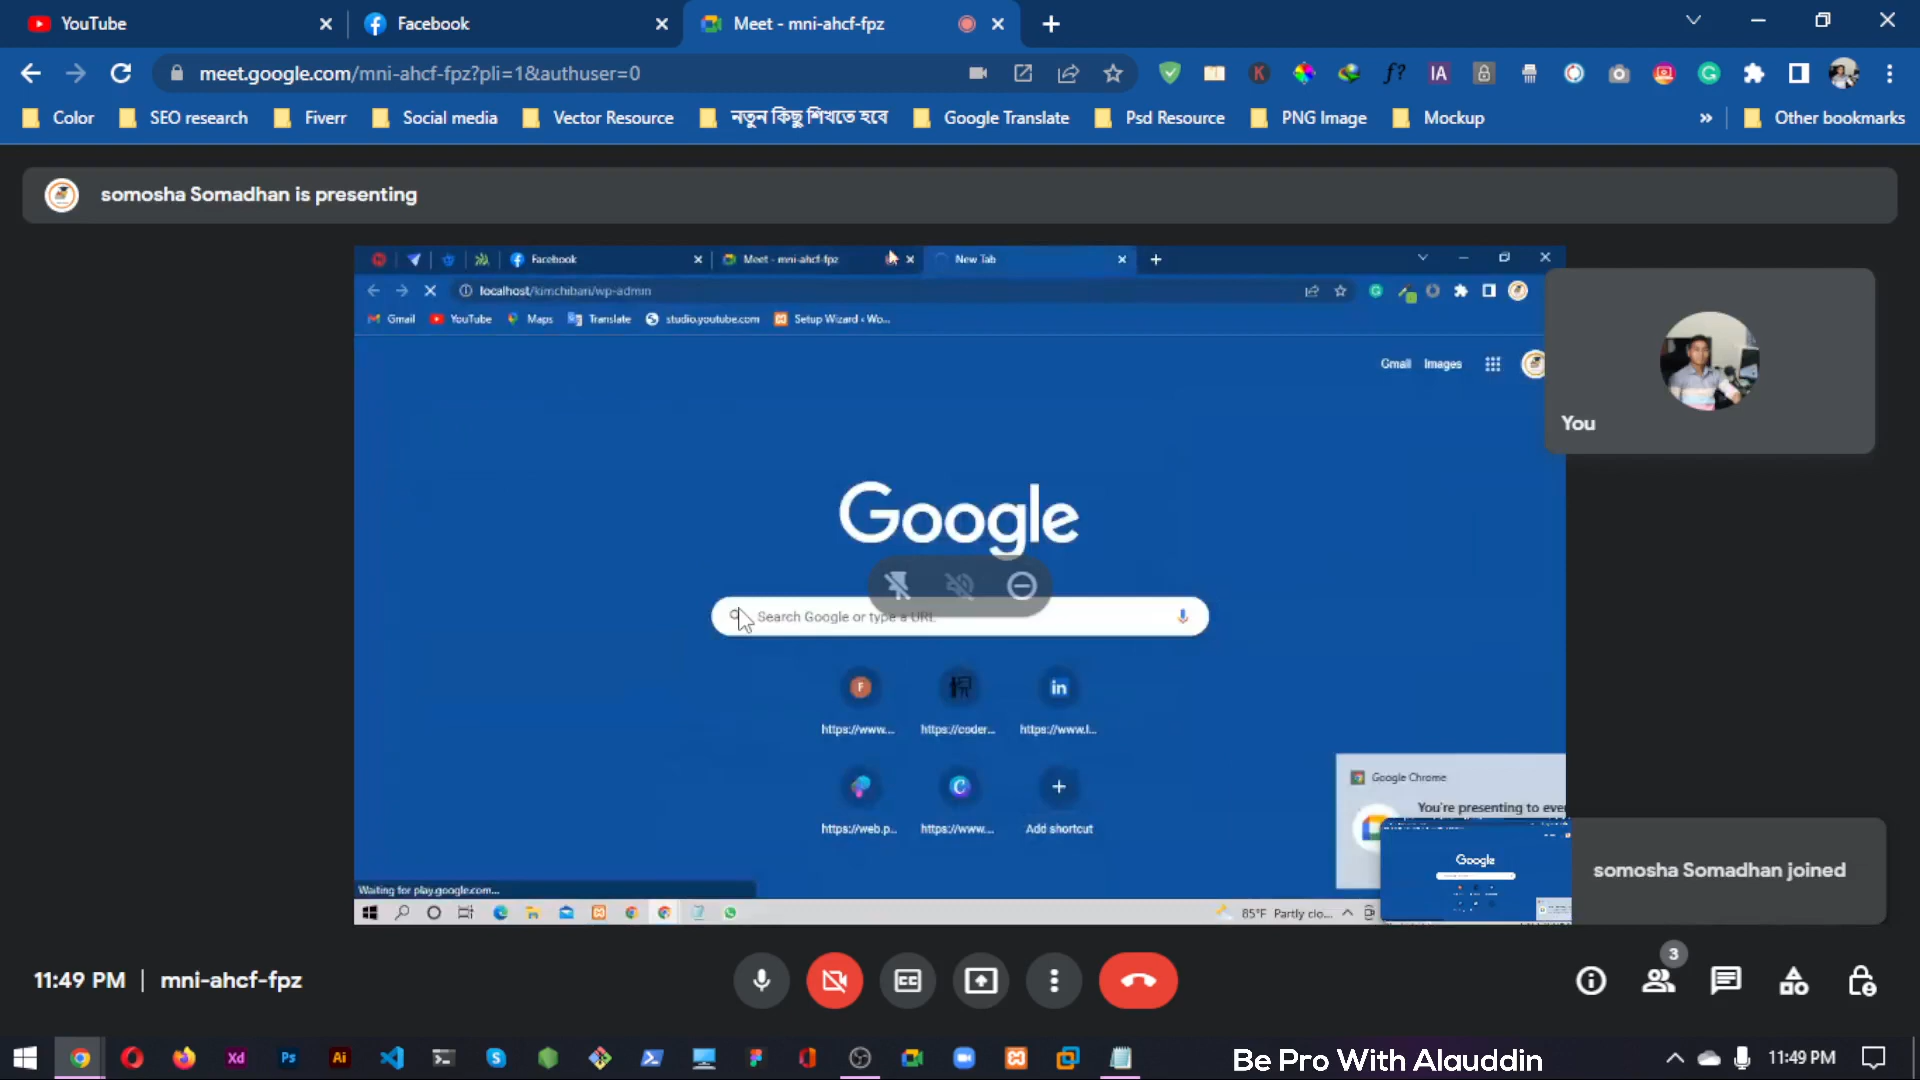 YouTube
Facebook
Meet - mni-ahcf-fpz
meet.google.com/mni-ahcf-fpz?pli=1&authuser=0
Color
SEO research
Fiverr
Social media
Vector Resource
নতুন কিছু শিখতে হবে
Google Translate
Psd Resource
PNG Image
Mockup
Other bookmarks
somosha Somadhan is presenting
Facebook
Meet - mni-ahcf-fpz
New Tab
localhost/kimchibari/wp-admin
Gmail
YouTube
Maps
Translate
studio.youtube.com
Setup Wizard ‹ Wo...
Gmail
Images
You
Google
Search Google or type a URL
https://www...
https://coder...
https://www.l...
https://web.p...
https://www...
Add shortcut
Google Chrome
You're presenting to ever
Google
somosha Somadhan joined
Waiting for play.google.com...
85°F Partly clo...
11:49 PM | mni-ahcf-fpz
3
Be Pro With Alauddin
11:49 PM